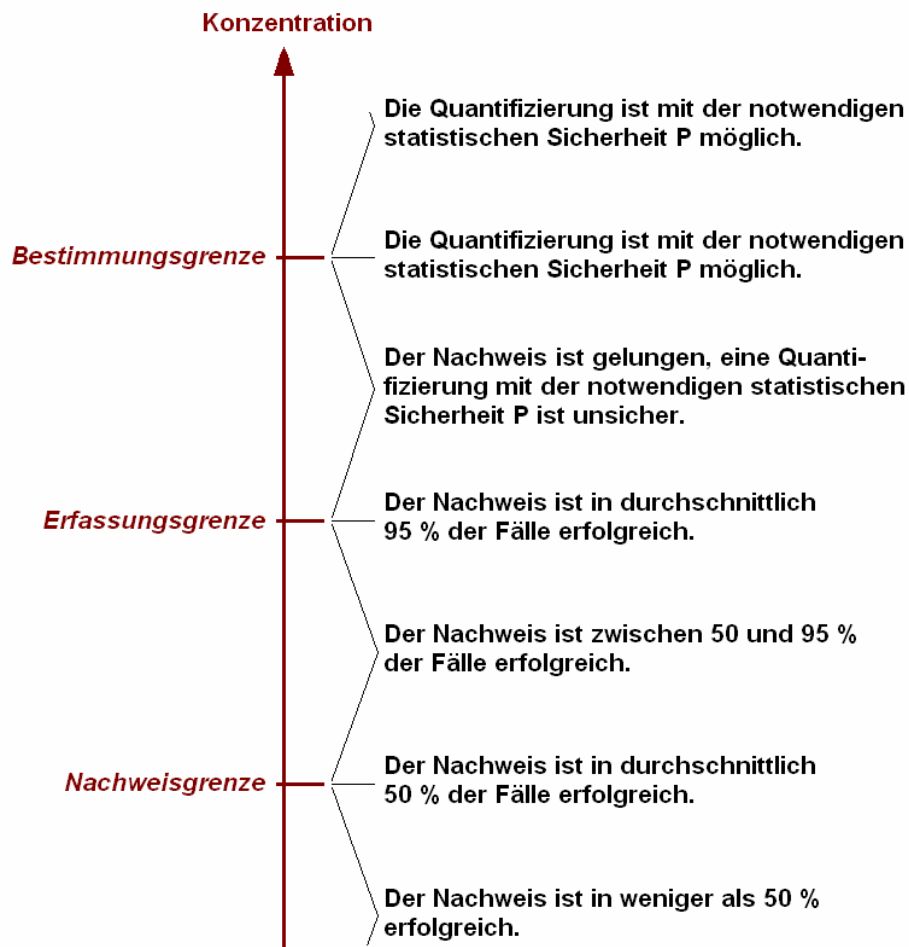 Konzentration
Die Quantifizierung ist mit der notwendigen
statistischen Sicherheit P möglich.
Bestimmungsgrenze
Die Quantifizierung ist mit der notwendigen
statistischen Sicherheit P möglich.
Der Nachweis ist gelungen, eine Quanti-
fizierung mit der notwendigen statistischen
Sicherheit P ist unsicher.
Erfassungsgrenze
Der Nachweis ist in durchschnittlich
95 % der Fälle erfolgreich.
Der Nachweis ist zwischen 50 und 95 %
der Fälle erfolgreich.
Nachweisgrenze
Der Nachweis ist in durchschnittlich
50 % der Fälle erfolgreich.
Der Nachweis ist in weniger als 50 %
erfolgreich.